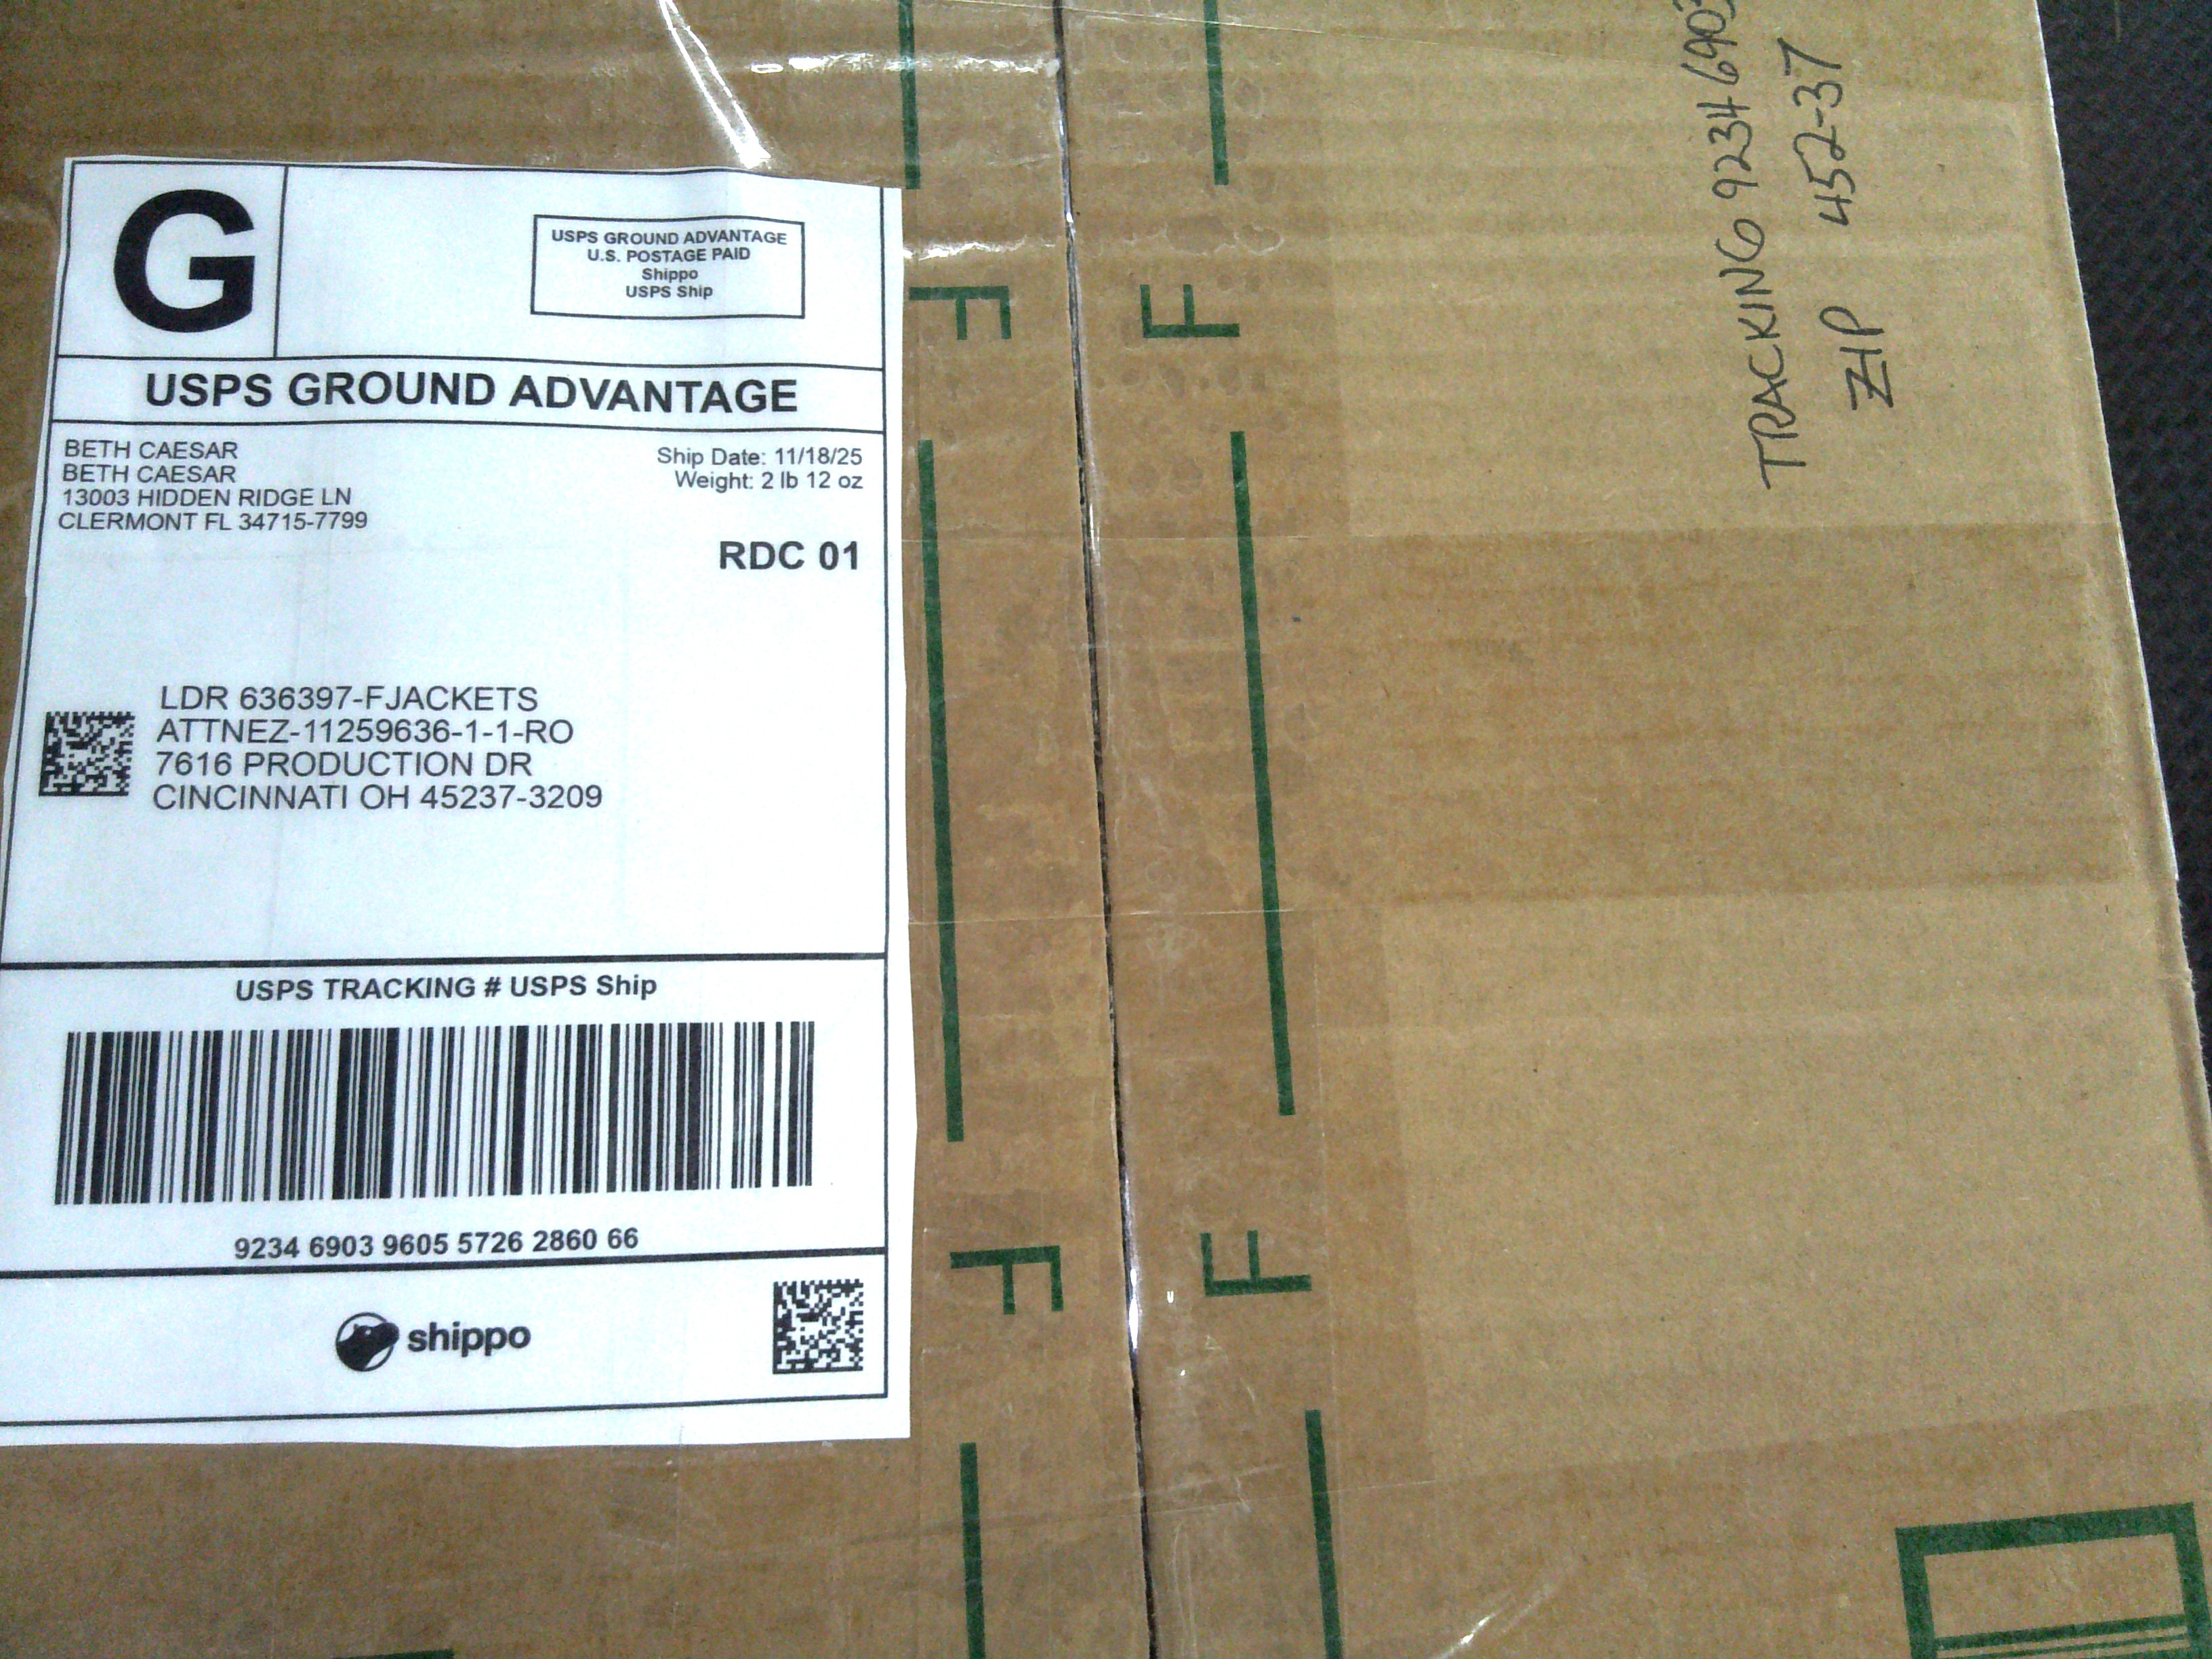 G
USPS GROUND ADVANTAGE
U.S. POSTAGE PAID
Shippo
USPS Ship
USPS GROUND ADVANTAGE
BETH CAESAR
BETH CAESAR
13003 HIDDEN RIDGE LN
CLERMONT FL 34715-7799
Ship Date: 11/18/25
Weight: 2 lb 12 oz
RDC 01
LDR 636397-FJACKETS
ATTNEZ-11259636-1-1-RO
7616 PRODUCTION DR
CINCINNATI OH 45237-3209
USPS TRACKING # USPS Ship
9234 6903 9605 5726 2860 66
shippo
F
F
F
F
TRACKING 9234 6903
ZIP 452-37